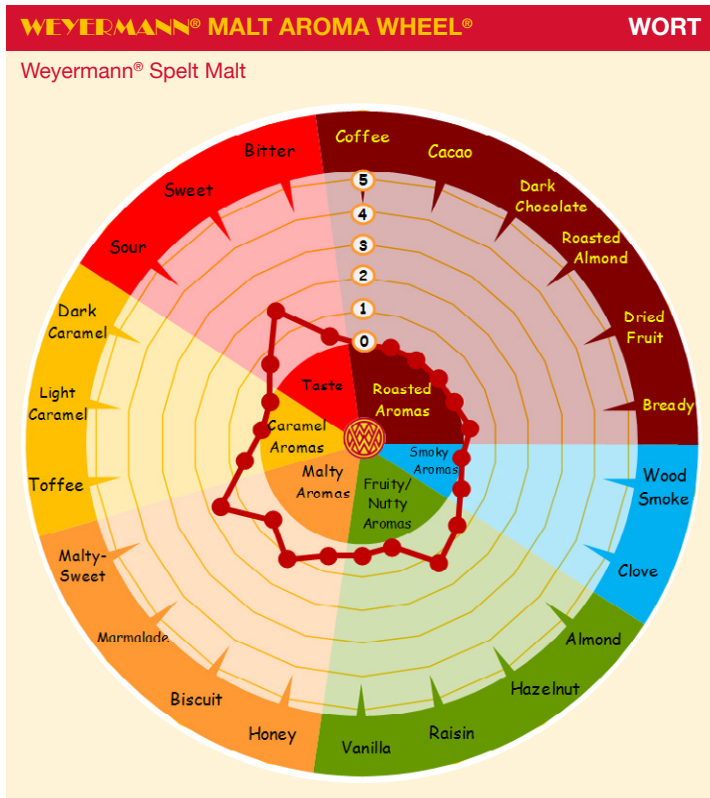 WEYERMANN® MALT AROMA WHEEL®
WORT
Weyermann® Spelt Malt
Coffee
Cacao
Dark
Chocolate
Roasted
Almond
Dried
Fruit
Bready
Wood
Smoke
Clove
Almond
Hazelnut
Raisin
Vanilla
Honey
Biscuit
Marmalade
Malty-
Sweet
Toffee
Light
Caramel
Dark
Caramel
Sour
Sweet
Bitter
5
4
3
2
1
0
Taste
Roasted
Aromas
Smoky
Aromas
Fruity/
Nutty
Aromas
Malty
Aromas
Caramel
Aromas